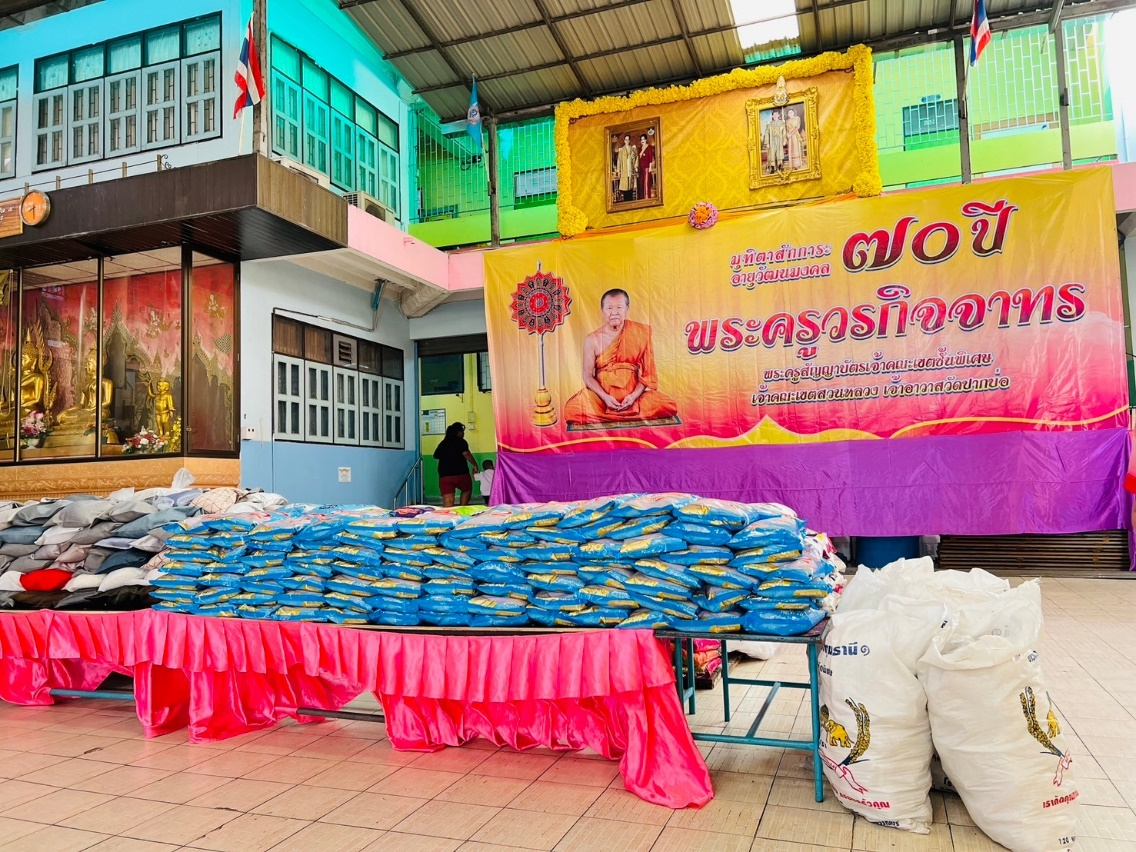 มุทิตาสักการะ
อายุวัฒนมงคล
๗๐ ปี
พระครูวรกิจจาทร
พระครูสัญญาบัตรเจ้าคณะเขตชั้นพิเศษ
เจ้าคณะเขตสวนหลวง เจ้าอาวาสวัดปากบ่อ